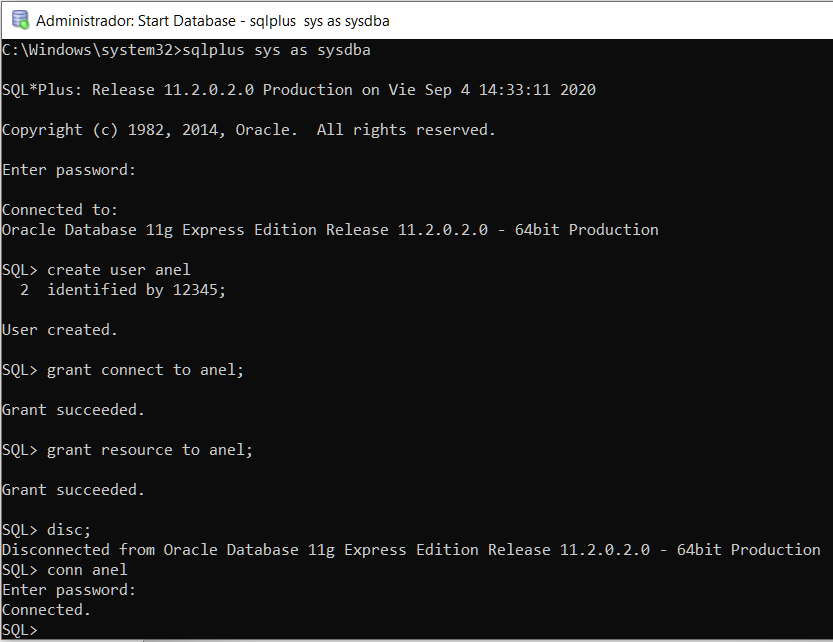 Administrador: Start Database - sqlplus  sys as sysdba
C:\Windows\system32>sqlplus sys as sysdba
SQL*Plus: Release 11.2.0.2.0 Production on Vie Sep 4 14:33:11 2020
Copyright (c) 1982, 2014, Oracle.  All rights reserved.
Enter password:
Connected to:
Oracle Database 11g Express Edition Release 11.2.0.2.0 - 64bit Production
SQL> create user anel
  2  identified by 12345;
User created.
SQL> grant connect to anel;
Grant succeeded.
SQL> grant resource to anel;
Grant succeeded.
SQL> disc;
Disconnected from Oracle Database 11g Express Edition Release 11.2.0.2.0 - 64bit Production
SQL> conn anel
Enter password:
Connected.
SQL>